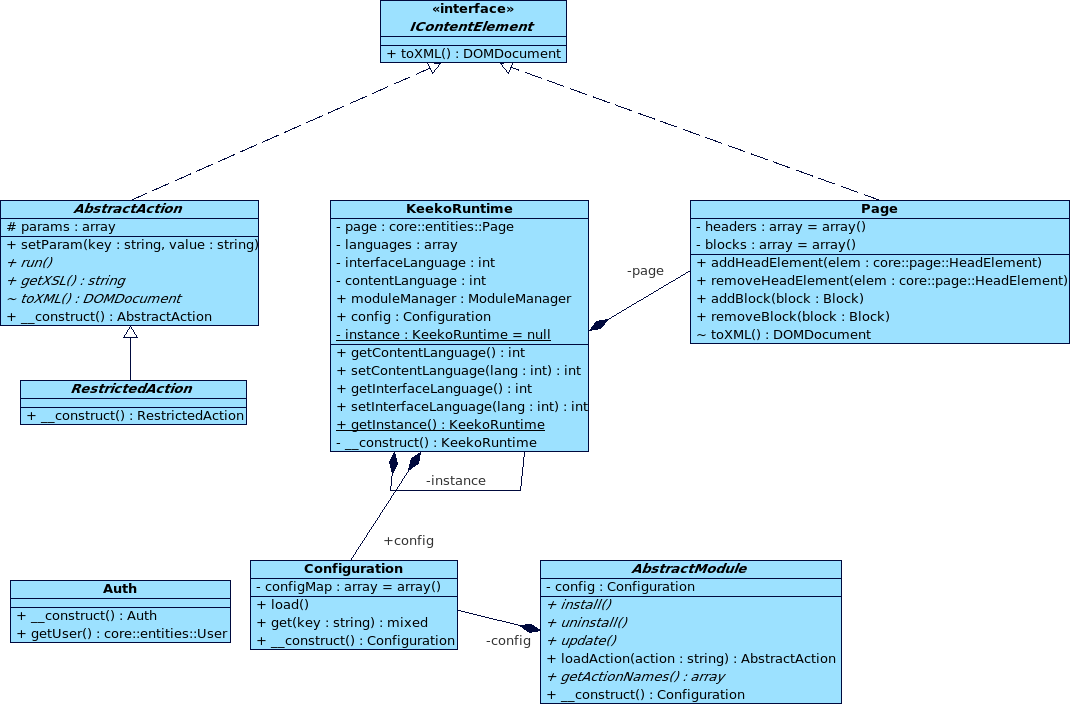 «interface»
IContentElement
+ toXML() : DOMDocument
AbstractAction
# params : array
+ setParam(key : string, value : string)
+ run()
+ getXSL() : string
~ toXML() : DOMDocument
+ __construct() : AbstractAction
RestrictedAction
+ __construct() : RestrictedAction
KeekoRuntime
- page : core::entities::Page
- languages : array
- interfaceLanguage : int
- contentLanguage : int
+ moduleManager : ModuleManager
+ config : Configuration
- instance : KeekoRuntime = null
+ getContentLanguage() : int
+ setContentLanguage(lang : int) : int
+ getInterfaceLanguage() : int
+ setInterfaceLanguage(lang : int) : int
+ getInstance() : KeekoRuntime
- __construct() : KeekoRuntime
-page
Page
- headers : array = array()
- blocks : array = array()
+ addHeadElement(elem : core::page::HeadElement)
+ removeHeadElement(elem : core::page::HeadElement)
+ addBlock(block : Block)
+ removeBlock(block : Block)
~ toXML() : DOMDocument
-instance
+config
Auth
+ __construct() : Auth
+ getUser() : core::entities::User
Configuration
- configMap : array = array()
+ load()
+ get(key : string) : mixed
+ __construct() : Configuration
-config
AbstractModule
- config : Configuration
+ install()
+ uninstall()
+ update()
+ loadAction(action : string) : AbstractAction
+ getActionNames() : array
+ __construct() : Configuration